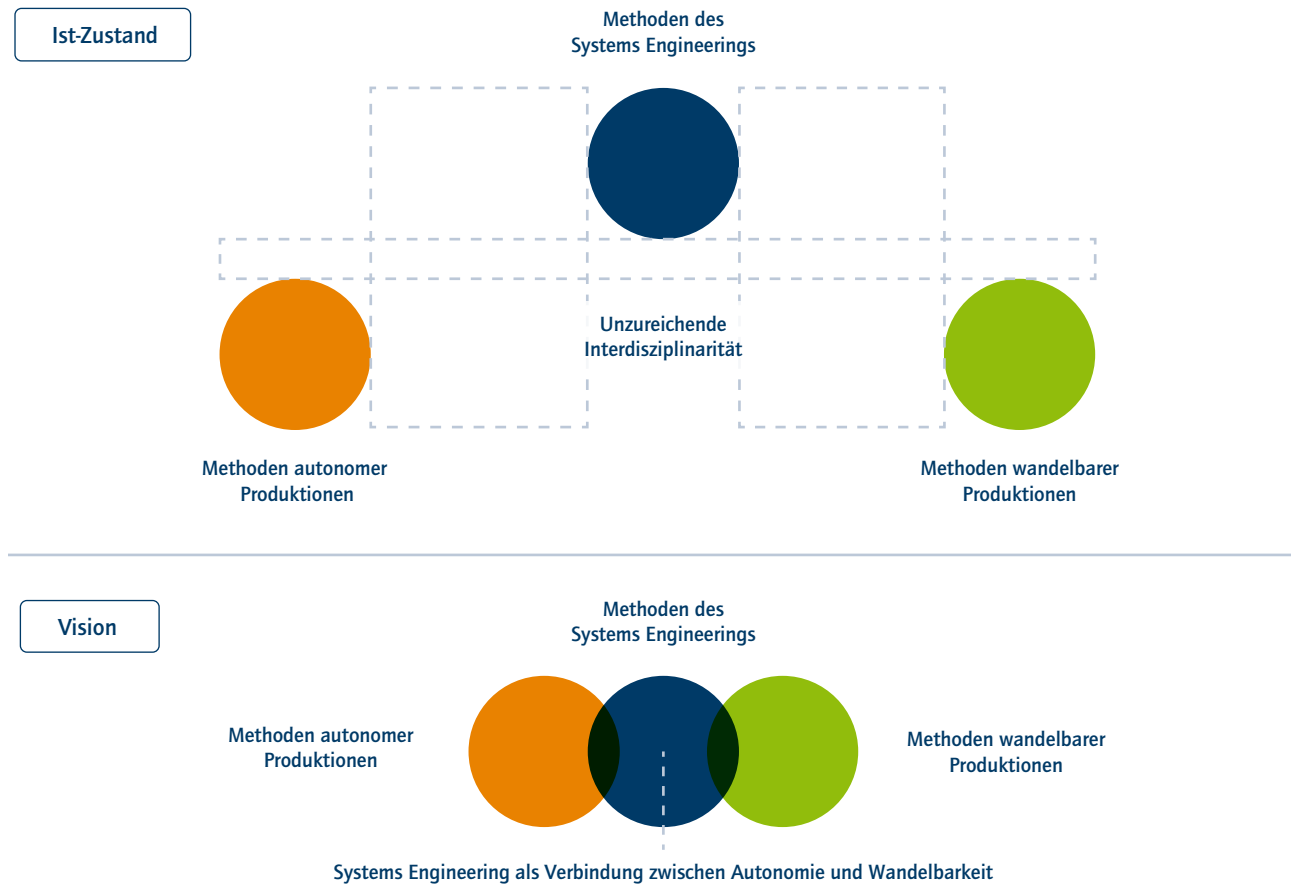 Ist-Zustand
Methoden des
Systems Engineerings
Unzureichende
Interdisziplinarität
Methoden autonomer
Produktionen
Methoden wandelbarer
Produktionen
Vision
Methoden des
Systems Engineerings
Methoden autonomer
Produktionen
Methoden wandelbarer
Produktionen
Systems Engineering als Verbindung zwischen Autonomie und Wandelbarkeit